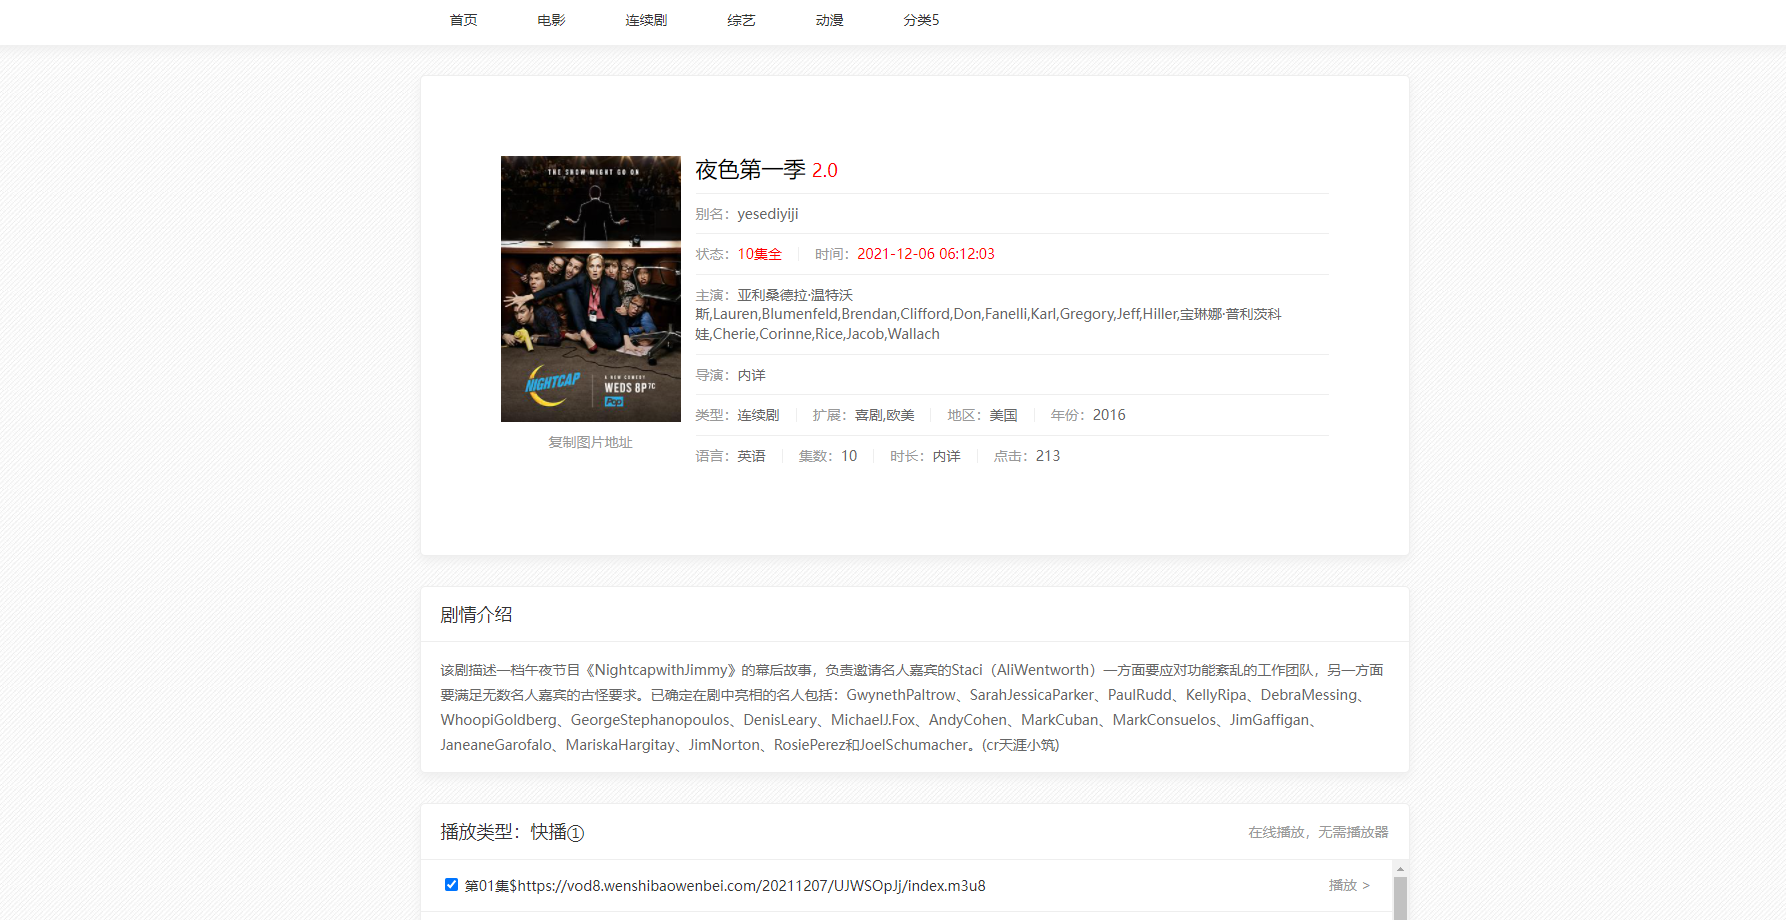 首页 电影 连续剧 综艺 动漫 分类5
THE SHOW MIGHT GO ON
NIGHTCAP
A NEW COMEDY
WEDS 8P 7C
Pop
复制图片地址
夜色第一季 2.0
别名：yesediyiji
状态：10集全 时间：2021-12-06 06:12:03
主演：亚利桑德拉·温特沃
斯,Lauren,Blumenfeld,Brendan,Clifford,Don,Fanelli,Karl,Gregory,Jeff,Hiller,宝琳娜·普利茨科
娃,Cherie,Corinne,Rice,Jacob,Wallach
导演：内详
类型：连续剧 扩展：喜剧,欧美 地区：美国 年份：2016
语言：英语 集数：10 时长：内详 点击：213
剧情介绍
该剧描述一档午夜节目《NightcapwithJimmy》的幕后故事，负责邀请名人嘉宾的Staci（AliWentworth）一方面要应对功能紊乱的工作团队，另一方面
要满足无数名人嘉宾的古怪要求。已确定在剧中亮相的名人包括：GwynethPaltrow、SarahJessicaParker、PaulRudd、KellyRipa、DebraMessing、
WhoopiGoldberg、GeorgeStephanopoulos、DenisLeary、MichaelJ.Fox、AndyCohen、MarkCuban、MarkConsuelos、JimGaffigan、
JaneaneGarofalo、MariskaHargitay、JimNorton、RosiePerez和JoelSchumacher。(cr天涯小筑)
播放类型：快播① 在线播放，无需播放器
第01集$https://vod8.wenshibaowenbei.com/20211207/UJWSOpJj/index.m3u8 播放 >